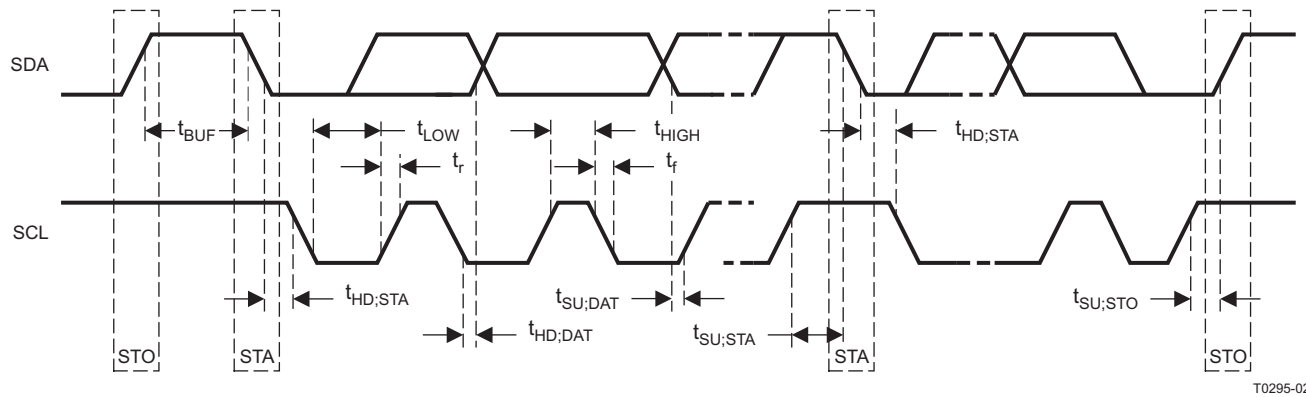 SDA
t_BUF
t_LOW
t_HIGH
t_HD;STA
t_r
t_f
SCL
t_HD;STA
t_SU;DAT
t_SU;STO
t_HD;DAT
t_SU;STA
STO
STA
STA
STO
T0295-02